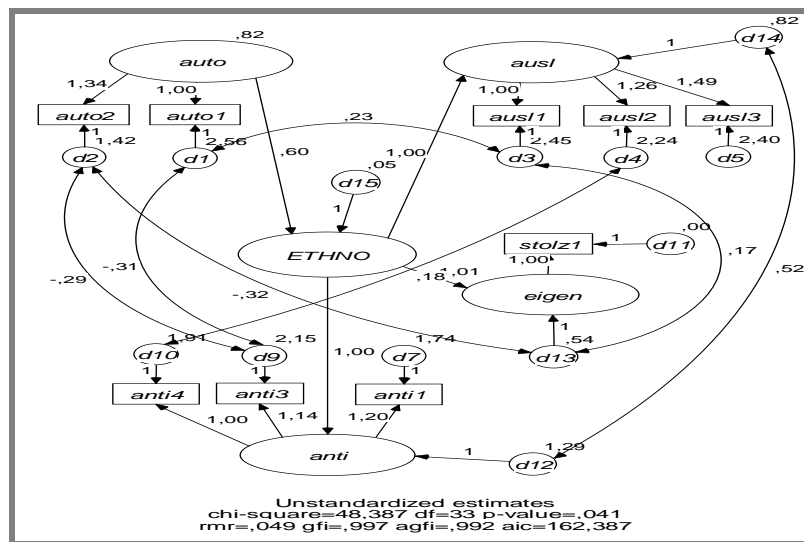 ,82
,82
auto
ausl
d14
1
1,34
1,00
1,00
1,26
1,49
auto2
auto1
ausl1
ausl2
ausl3
1
1,42
1
2,56
,23
1
2,45
1
2,24
1
2,40
d2
d1
d3
d4
d5
,60
,05
1,00
d15
1
ETHNO
stolz1
1
,00
d11
-,29
-,31
-,32
,18
,01
1,00
,17
,52
eigen
1
1,91
2,15
1,00
1,74
,54
d10
d9
d7
d13
1
1
1
anti4
anti3
anti1
1,00
1,14
1,20
anti
1
1,29
d12
Unstandardized estimates
chi-square=48,387 df=33 p-value=,041
rmr=,049 gfi=,997 agfi=,992 aic=162,387